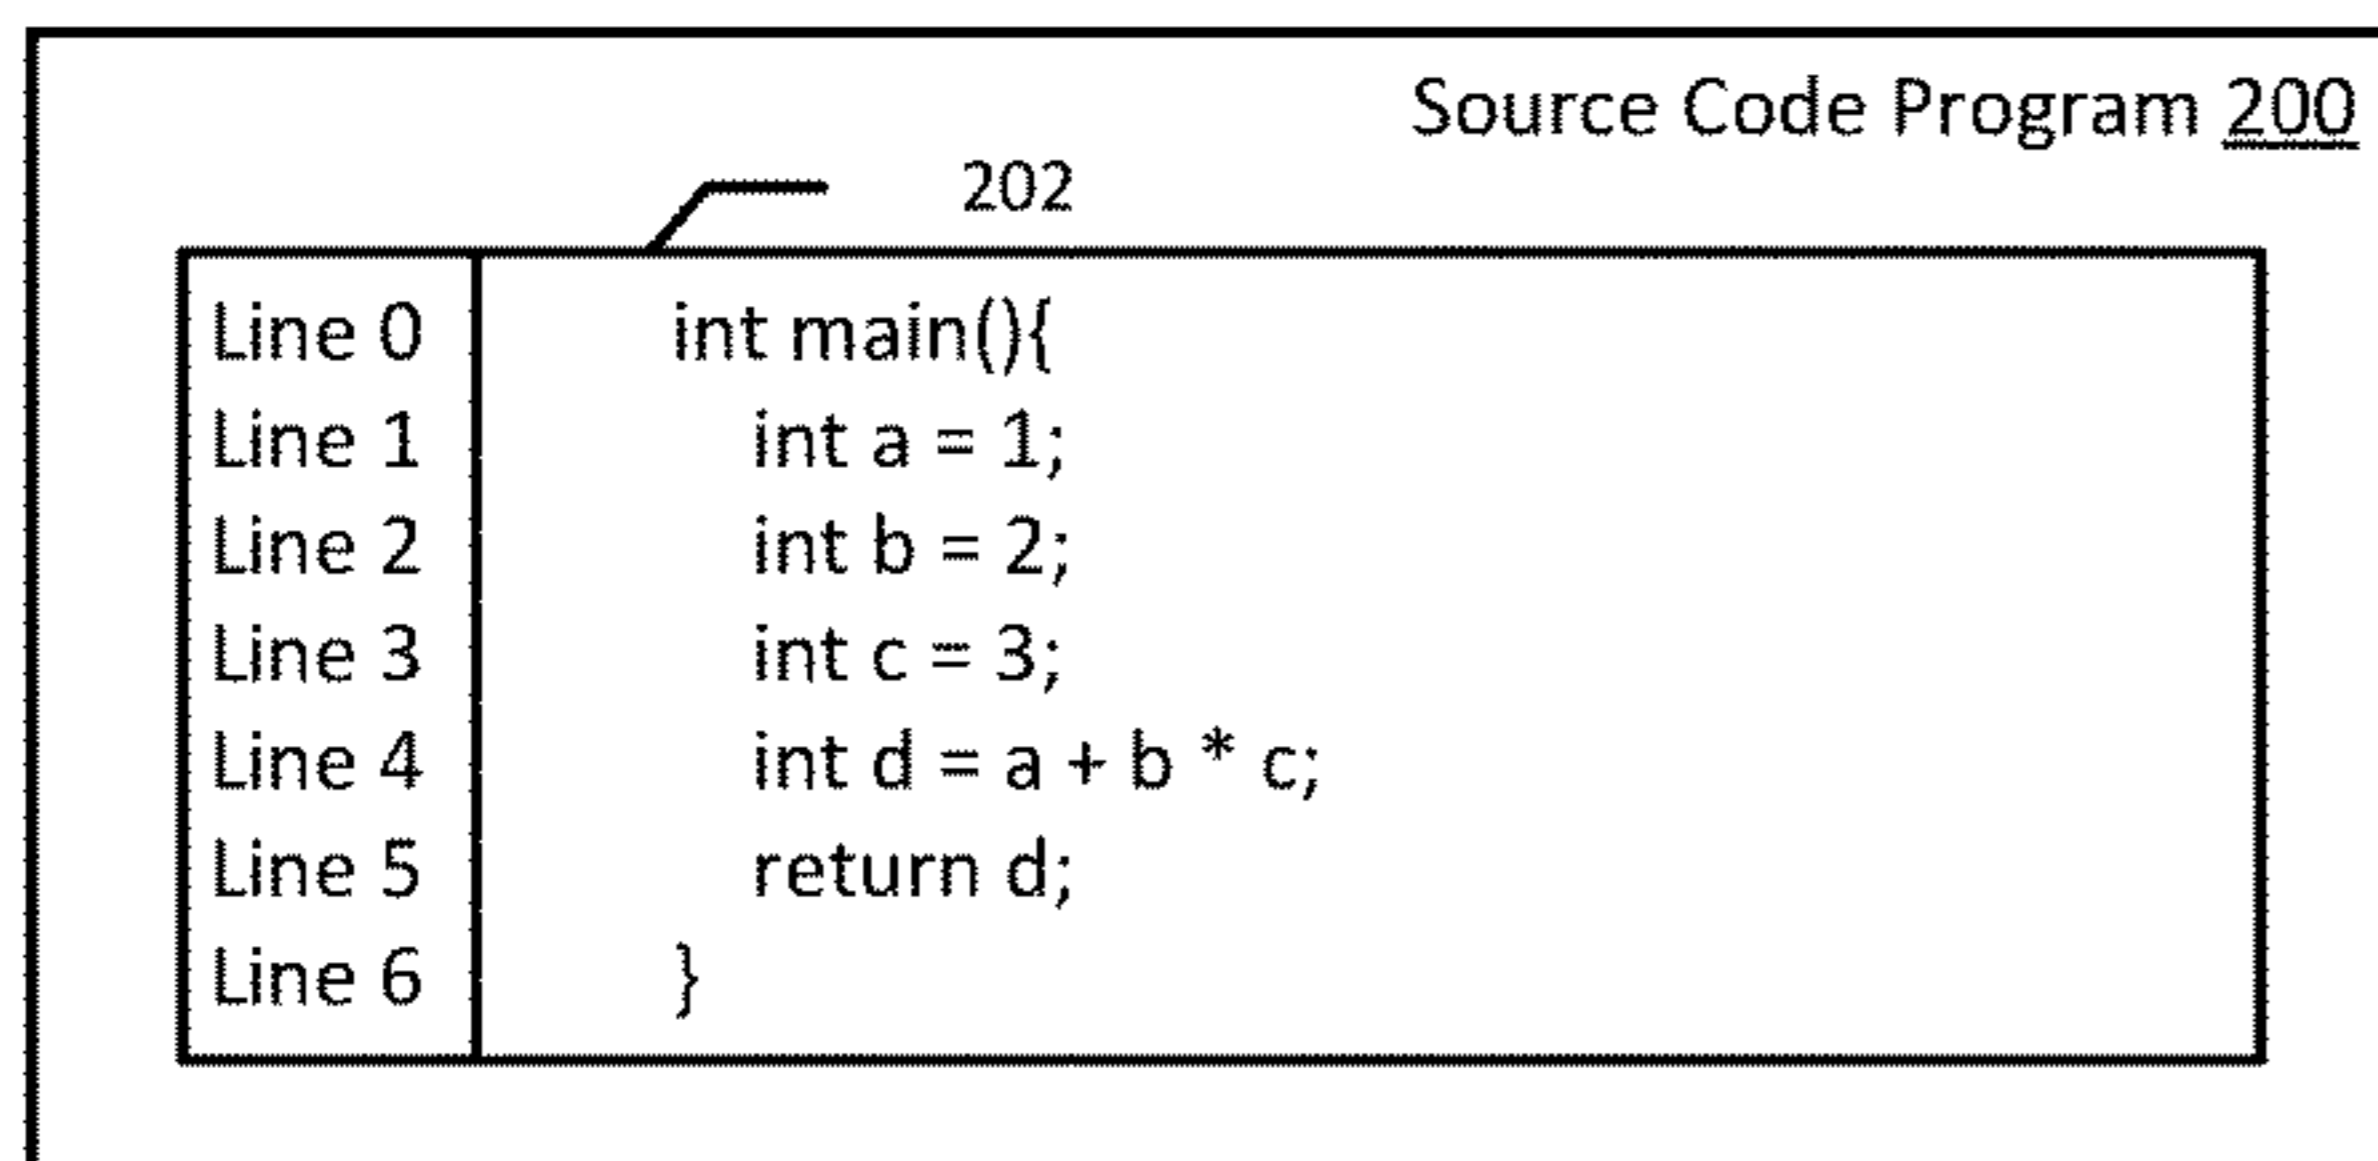 Source Code Program 200
202
Line 0 int main(){
Line 1 int a = 1;
Line 2 int b = 2;
Line 3 int c = 3;
Line 4 int d = a + b * c;
Line 5 return d;
Line 6 }